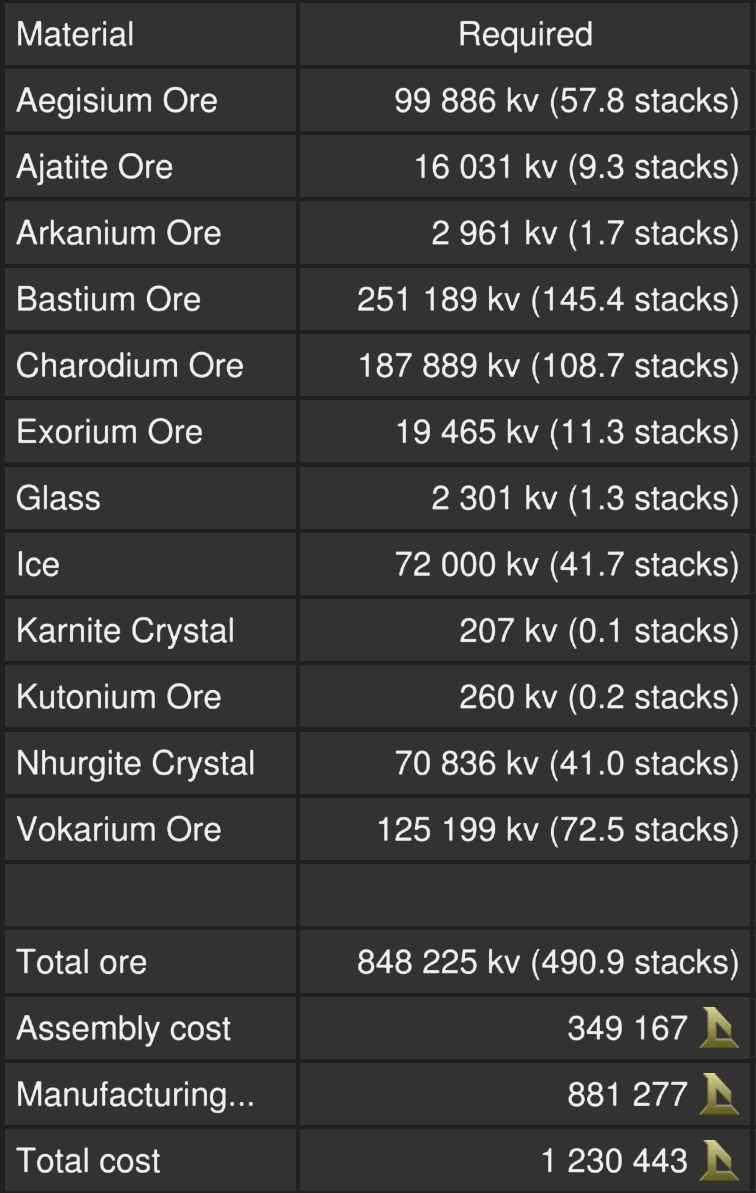 Material Required
Aegisium Ore 99 886 kv (57.8 stacks)
Ajatite Ore 16 031 kv (9.3 stacks)
Arkanium Ore 2 961 kv (1.7 stacks)
Bastium Ore 251 189 kv (145.4 stacks)
Charodium Ore 187 889 kv (108.7 stacks)
Exorium Ore 19 465 kv (11.3 stacks)
Glass 2 301 kv (1.3 stacks)
Ice 72 000 kv (41.7 stacks)
Karnite Crystal 207 kv (0.1 stacks)
Kutonium Ore 260 kv (0.2 stacks)
Nhurgite Crystal 70 836 kv (41.0 stacks)
Vokarium Ore 125 199 kv (72.5 stacks)
Total ore 848 225 kv (490.9 stacks)
Assembly cost 349 167
Manufacturing... 881 277
Total cost 1 230 443